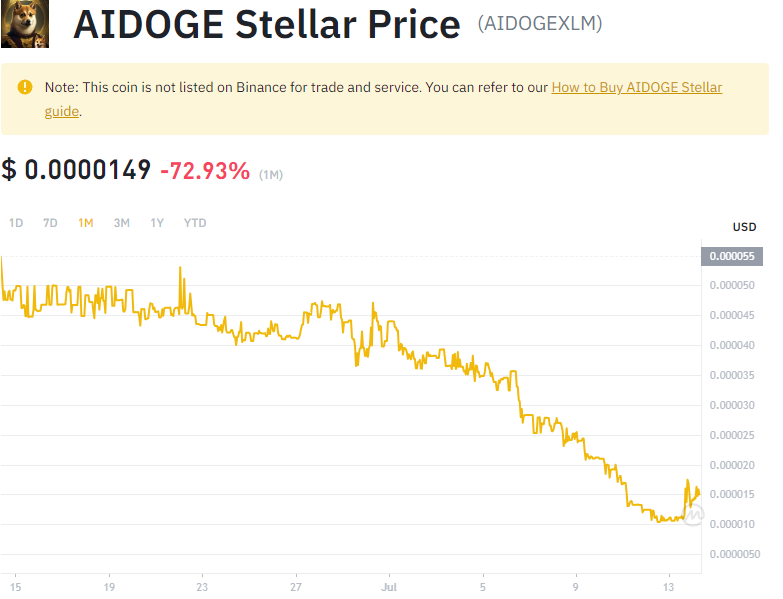 AIDOGE Stellar Price (AIDOGEXLM)
Note: This coin is not listed on Binance for trade and service. You can refer to our How to Buy AIDOGE Stellar
guide.
$ 0.0000149 -72.93% (1M)
1D 7D 1M 3M 1Y YTD
USD
0.000055
0.000050
0.000045
0.000040
0.000035
0.000030
0.000025
0.000020
0.000015
0.000010
0.0000050
15 19 23 27 Jul 5 9 13